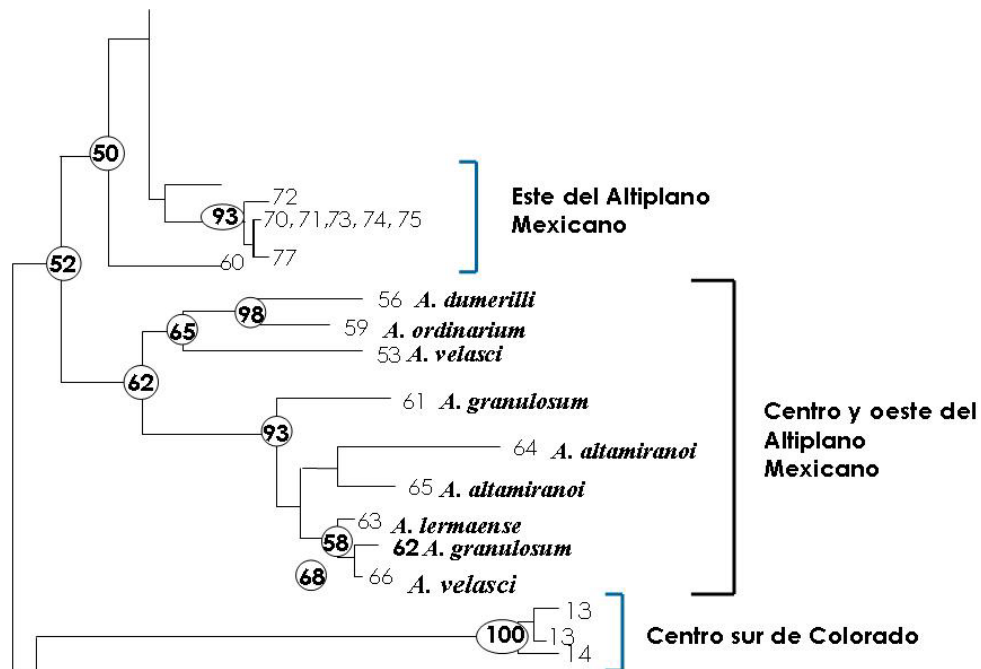 50
Este del Altiplano
Mexicano
72
93
70, 71,73, 74, 75
77
60
52
56 A. dumerilli
98
59 A. ordinarium
65
53 A. velasci
62
61 A. granulosum
93
64 A. altamiranoi
65 A. altamiranoi
Centro y oeste del
Altiplano
Mexicano
63 A. lermaense
58
62 A. granulosum
68
66 A. velasci
13
100
13
14
Centro sur de Colorado